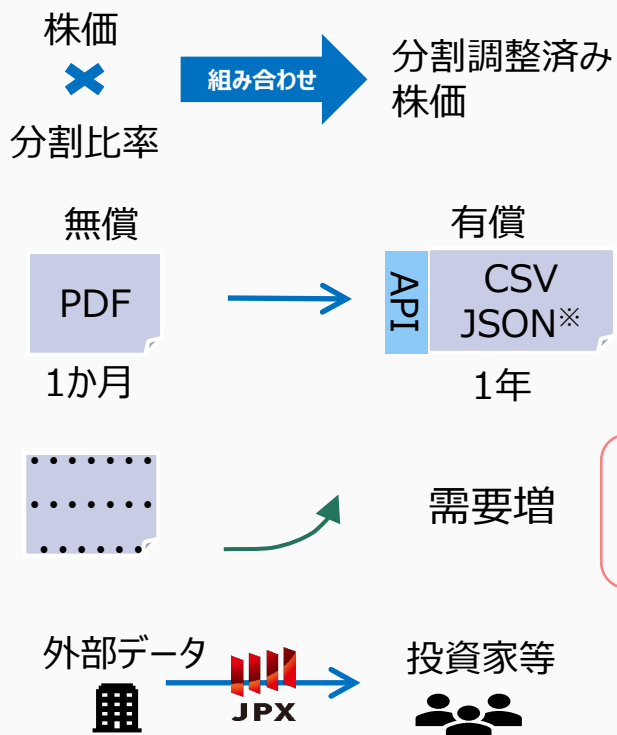 株価
✖
組み合わせ
分割調整済み
株価
分割比率
無償
有償
PDF
API
CSV
JSON※
1か月
1年
需要増
外部データ
JPX
投資家等